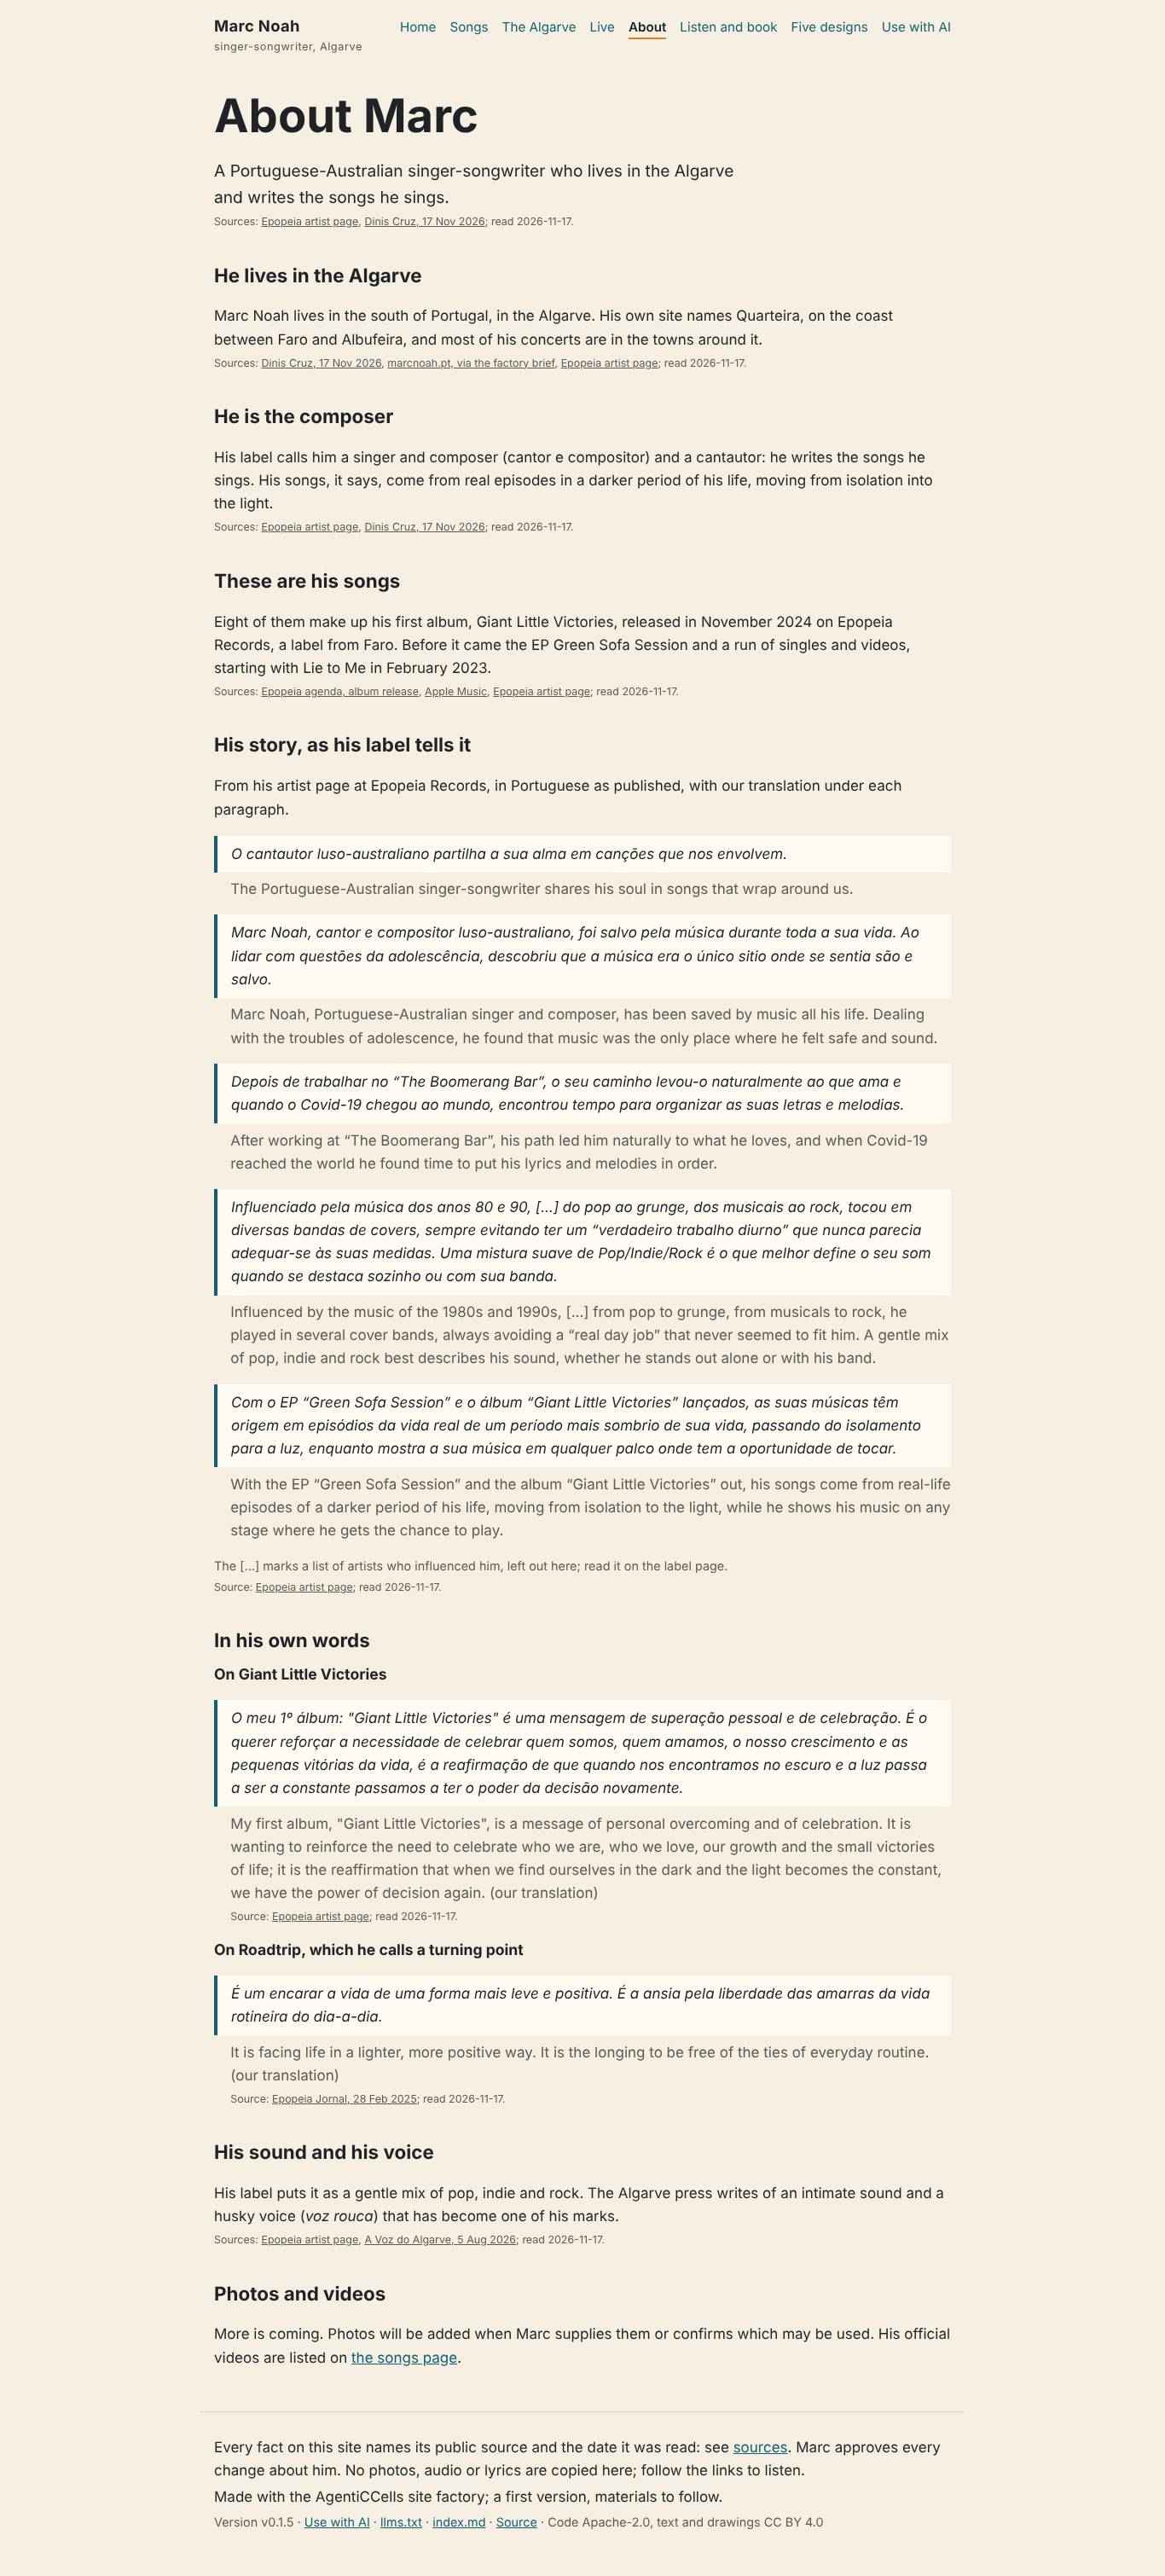 Marc Noah
singer-songwriter, Algarve
Home Songs The Algarve Live About Listen and book Five designs Use with AI
About Marc
A Portuguese-Australian singer-songwriter who lives in the Algarve
and writes the songs he sings.
Sources: Epopeia artist page, Dinis Cruz, 17 Nov 2026; read 2026-11-17.
He lives in the Algarve
Marc Noah lives in the south of Portugal, in the Algarve. His own site names Quarteira, on the coast
between Faro and Albufeira, and most of his concerts are in the towns around it.
Sources: Dinis Cruz, 17 Nov 2026, marcnoah.pt, via the factory brief, Epopeia artist page; read 2026-11-17.
He is the composer
His label calls him a singer and composer (cantor e compositor) and a cantautor: he writes the songs he
sings. His songs, it says, come from real episodes in a darker period of his life, moving from isolation into
the light.
Sources: Epopeia artist page, Dinis Cruz, 17 Nov 2026; read 2026-11-17.
These are his songs
Eight of them make up his first album, Giant Little Victories, released in November 2024 on Epopeia
Records, a label from Faro. Before it came the EP Green Sofa Session and a run of singles and videos,
starting with Lie to Me in February 2023.
Sources: Epopeia agenda, album release, Apple Music, Epopeia artist page; read 2026-11-17.
His story, as his label tells it
From his artist page at Epopeia Records, in Portuguese as published, with our translation under each
paragraph.
O cantautor luso-australiano partilha a sua alma em canções que nos envolvem.
The Portuguese-Australian singer-songwriter shares his soul in songs that wrap around us.
Marc Noah, cantor e compositor luso-australiano, foi salvo pela música durante toda a sua vida. Ao
lidar com questões da adolescência, descobriu que a música era o único sitio onde se sentia são e
salvo.
Marc Noah, Portuguese-Australian singer and composer, has been saved by music all his life. Dealing
with the troubles of adolescence, he found that music was the only place where he felt safe and sound.
Depois de trabalhar no “The Boomerang Bar”, o seu caminho levou-o naturalmente ao que ama e
quando o Covid-19 chegou ao mundo, encontrou tempo para organizar as suas letras e melodias.
After working at “The Boomerang Bar”, his path led him naturally to what he loves, and when Covid-19
reached the world he found time to put his lyrics and melodies in order.
Influenciado pela música dos anos 80 e 90, […] do pop ao grunge, dos musicais ao rock, tocou em
diversas bandas de covers, sempre evitando ter um “verdadeiro trabalho diurno” que nunca parecia
adequar-se às suas medidas. Uma mistura suave de Pop/Indie/Rock é o que melhor define o seu som
quando se destaca sozinho ou com sua banda.
Influenced by the music of the 1980s and 1990s, […] from pop to grunge, from musicals to rock, he
played in several cover bands, always avoiding a “real day job” that never seemed to fit him. A gentle mix
of pop, indie and rock best describes his sound, whether he stands out alone or with his band.
Com o EP “Green Sofa Session” e o álbum “Giant Little Victories” lançados, as suas músicas têm
origem em episódios da vida real de um período mais sombrio de sua vida, passando do isolamento
para a luz, enquanto mostra a sua música em qualquer palco onde tem a oportunidade de tocar.
With the EP “Green Sofa Session” and the album “Giant Little Victories” out, his songs come from real-life
episodes of a darker period of his life, moving from isolation to the light, while he shows his music on any
stage where he gets the chance to play.
The […] marks a list of artists who influenced him, left out here; read it on the label page.
Source: Epopeia artist page; read 2026-11-17.
In his own words
On Giant Little Victories
O meu 1º álbum: "Giant Little Victories" é uma mensagem de superação pessoal e de celebração. É o
querer reforçar a necessidade de celebrar quem somos, quem amamos, o nosso crescimento e as
pequenas vitórias da vida, é a reafirmação de que quando nos encontramos no escuro e a luz passa
a ser a constante passamos a ter o poder da decisão novamente.
My first album, "Giant Little Victories", is a message of personal overcoming and of celebration. It is
wanting to reinforce the need to celebrate who we are, who we love, our growth and the small victories
of life; it is the reaffirmation that when we find ourselves in the dark and the light becomes the constant,
we have the power of decision again. (our translation)
Source: Epopeia artist page; read 2026-11-17.
On Roadtrip, which he calls a turning point
É um encarar a vida de uma forma mais leve e positiva. É a ansia pela liberdade das amarras da vida
rotineira do dia-a-dia.
It is facing life in a lighter, more positive way. It is the longing to be free of the ties of everyday routine.
(our translation)
Source: Epopeia Jornal, 28 Feb 2025; read 2026-11-17.
His sound and his voice
His label puts it as a gentle mix of pop, indie and rock. The Algarve press writes of an intimate sound and a
husky voice (voz rouca) that has become one of his marks.
Sources: Epopeia artist page, A Voz do Algarve, 5 Aug 2026; read 2026-11-17.
Photos and videos
More is coming. Photos will be added when Marc supplies them or confirms which may be used. His official
videos are listed on the songs page.
Every fact on this site names its public source and the date it was read: see sources. Marc approves every
change about him. No photos, audio or lyrics are copied here; follow the links to listen.
Made with the AgentiCCells site factory; a first version, materials to follow.
Version v0.1.5 · Use with AI · llms.txt · index.md · Source · Code Apache-2.0, text and drawings CC BY 4.0